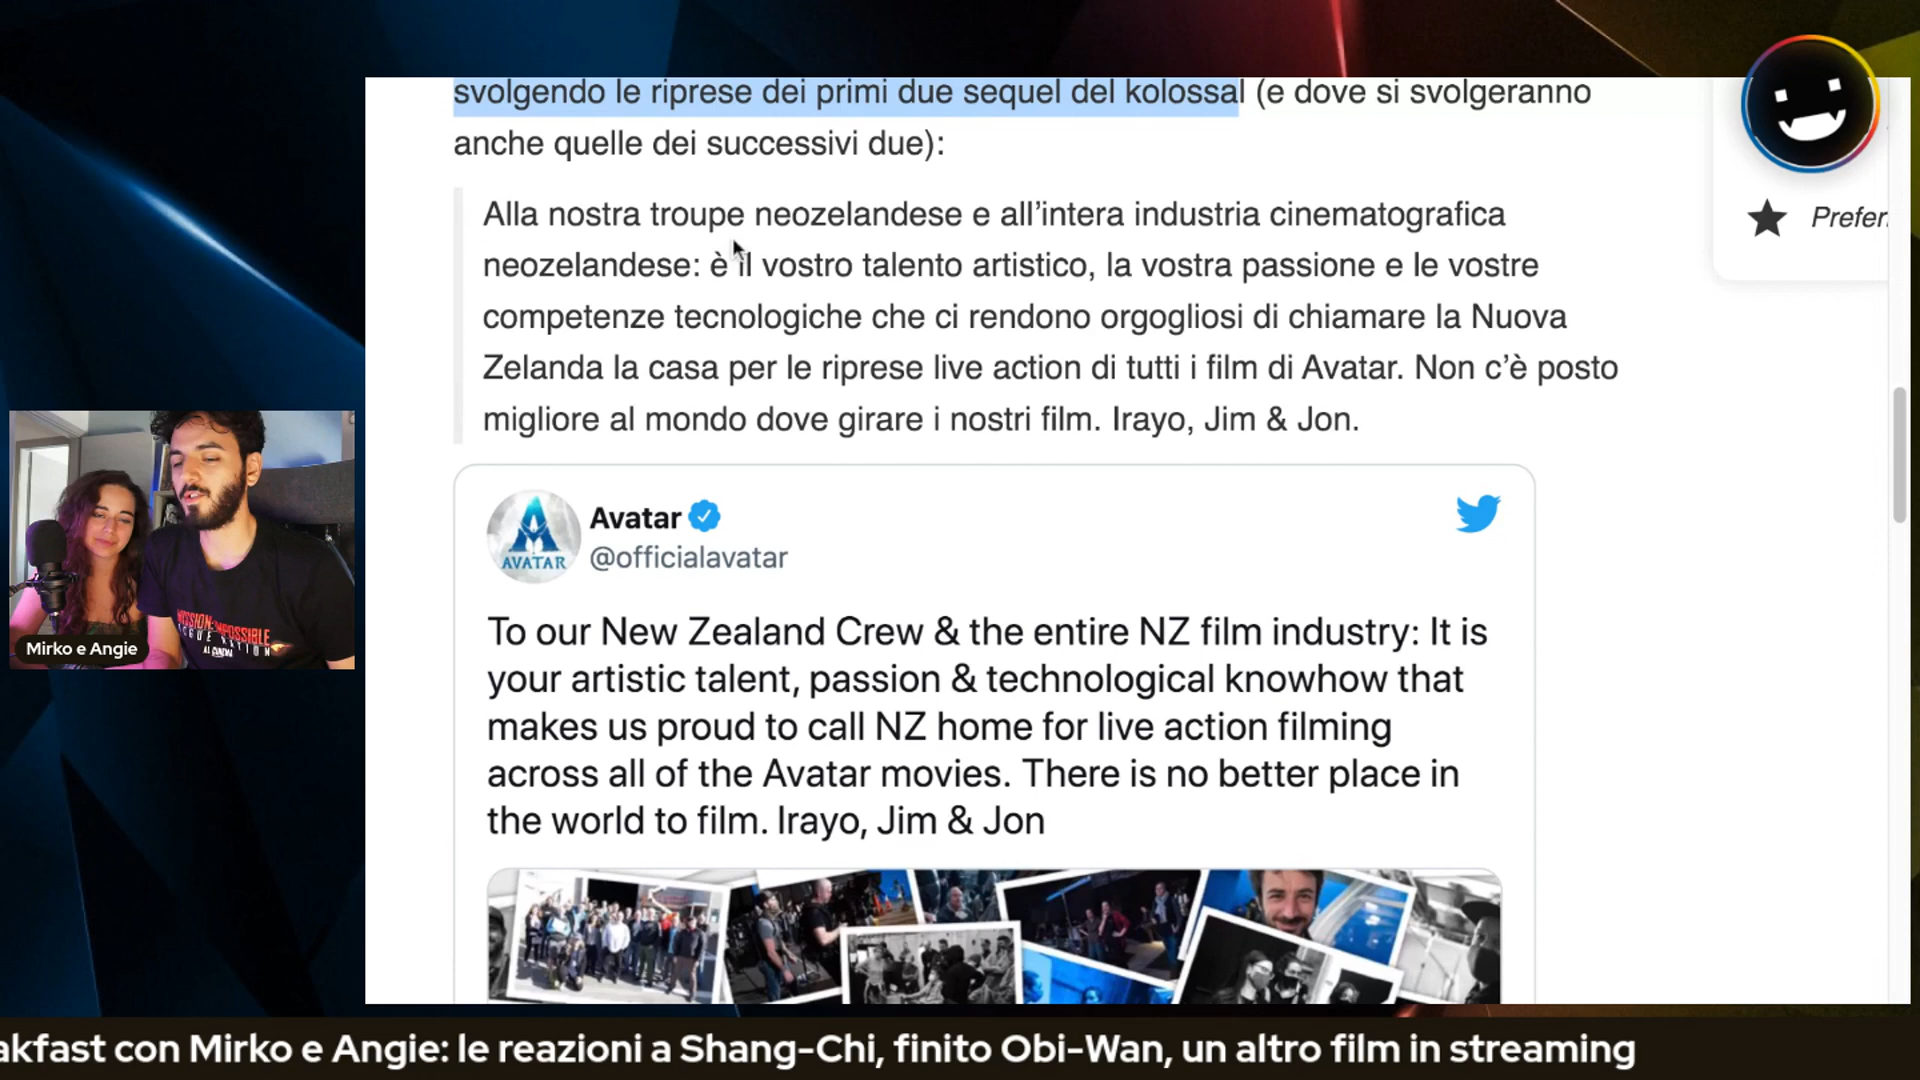 svolgendo le riprese dei primi due sequel del kolossal (e dove si svolgeranno
anche quelle dei successivi due):
Prefer
Alla nostra troupe neozelandese e all’intera industria cinematografica
neozelandese: è il vostro talento artistico, la vostra passione e le vostre
competenze tecnologiche che ci rendono orgogliosi di chiamare la Nuova
Zelanda la casa per le riprese live action di tutti i film di Avatar. Non c’è posto
migliore al mondo dove girare i nostri film. Irayo, Jim & Jon.
AVATAR
Avatar
@officialavatar
To our New Zealand Crew & the entire NZ film industry: It is
your artistic talent, passion & technological knowhow that
makes us proud to call NZ home for live action filming
across all of the Avatar movies. There is no better place in
the world to film. Irayo, Jim & Jon
MISSION: IMPOSSIBLE
ROGUE NATION
AL CINEMA
Mirko e Angie
akfast con Mirko e Angie: le reazioni a Shang-Chi, finito Obi-Wan, un altro film in streaming